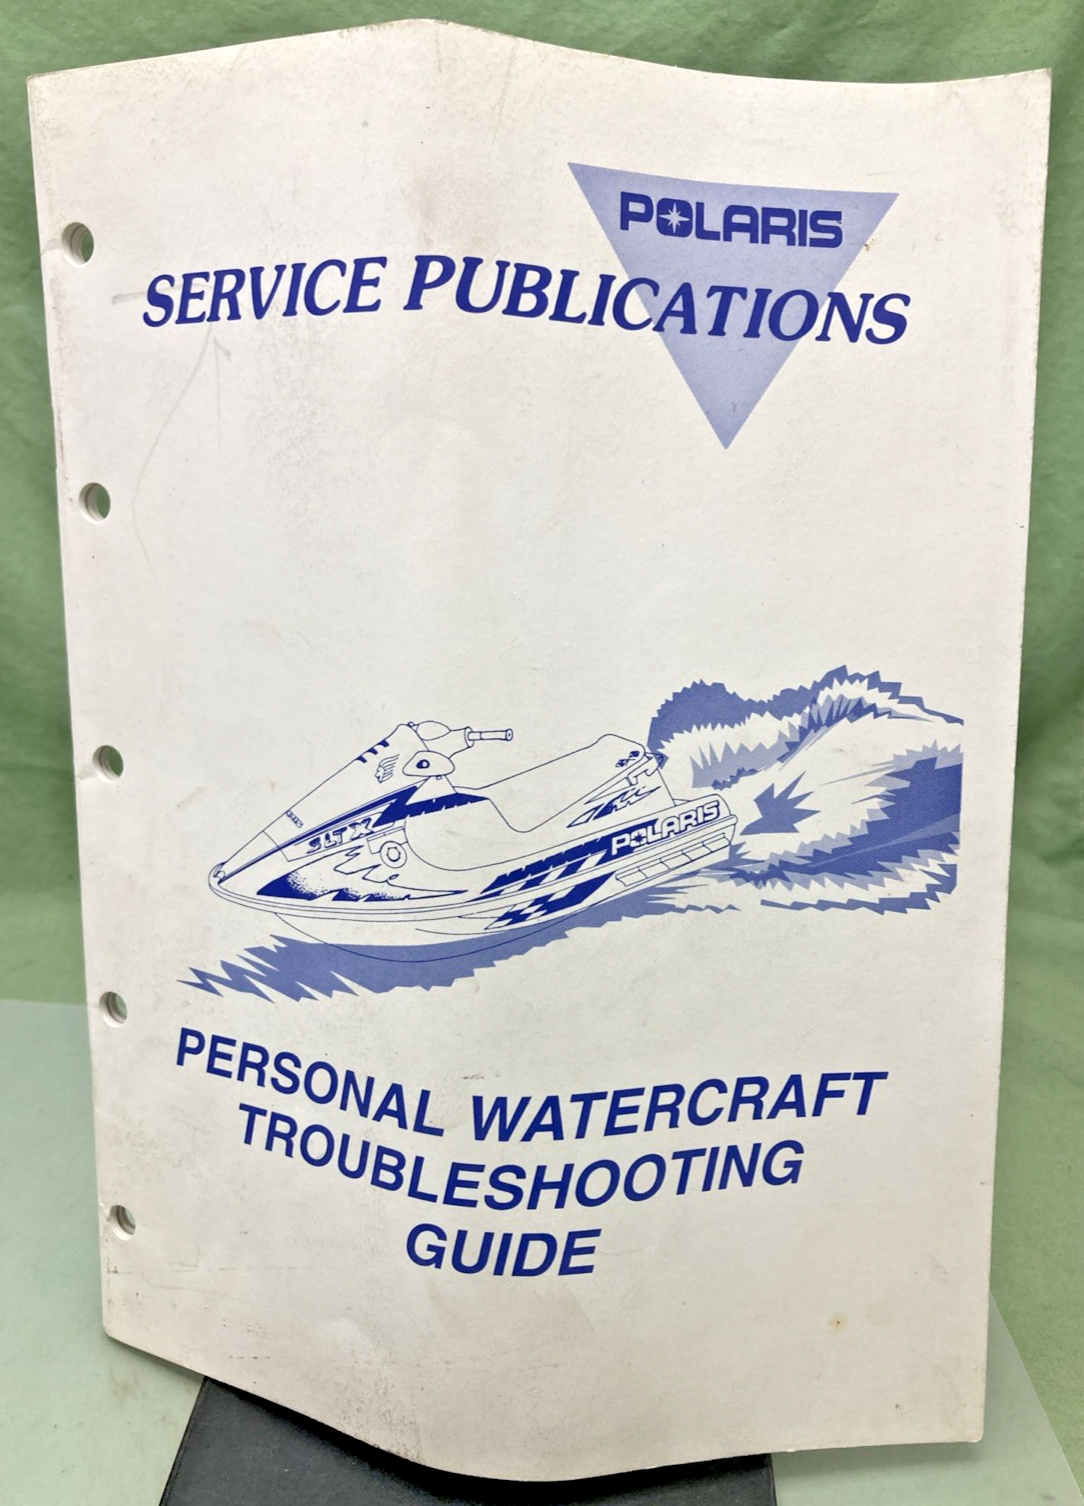 POLARIS
SERVICE PUBLICATIONS
SLTX
POLARIS
PERSONAL WATERCRAFT
TROUBLESHOOTING
GUIDE